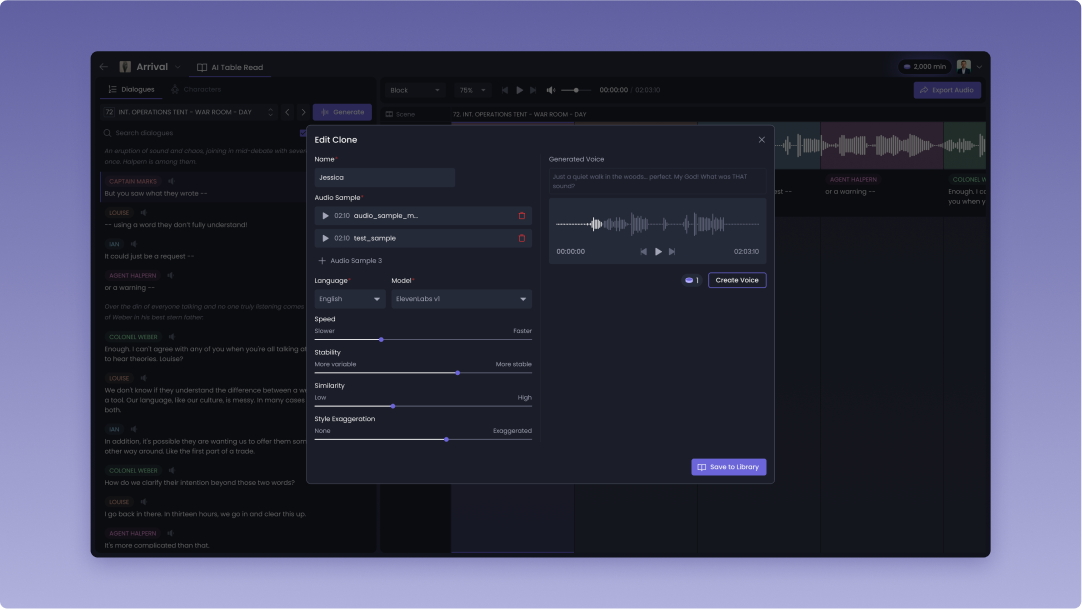 Arrival
AI Table Read
2,000 min
Dialogues
Characters
Block
75%
00:00:00 / 02:03:10
Export Audio
72. INT. OPERATIONS TENT - WAR ROOM - DAY
Generate
Scene
72. INT. OPERATIONS TENT - WAR ROOM - DAY
Search dialogues
An eruption of sound and chaos, joining in mid-debate with
once. Halpern is among them.
CAPTAIN MARKS
But you saw what they wrote --
LOUISE
-- using a word they don't fully understand!
IAN
It could just be a request --
AGENT HALPERN
or a warning --
Over the din of everyone talking and no one truly listening comes
of Weber in his best stern father.
COLONEL WEBER
Enough. I can't agree with any of you when you're all talking
to hear theories. Louise?
LOUISE
We don't know if they understand the difference between a
a tool. Our language, like our culture, is messy. In many cases
both.
IAN
In addition, it's possible they are wanting us to offer them
other way around. Like the first part of a trade.
COLONEL WEBER
How do we clarify their intention beyond those two words?
LOUISE
I go back in there. In thirteen hours, we go in and clear this up.
AGENT HALPERN
It's more complicated than that.
Edit Clone
Name*
Jessica
Audio Sample*
02:10 audio_sample_m...
02:10 test_sample
Audio Sample 3
Language*
Model*
English
ElevenLabs v1
Speed
Slower
Faster
Stability
More variable
More stable
Similarity
Low
High
Style Exaggeration
None
Exaggerated
Generated Voice
Just a quiet walk in the woods... perfect. My God! What was THAT
sound?
00:00:00
02:03:10
1
Create Voice
Save to Library
AGENT HALPERN
or a warning --
COLONEL
Enough. I
you when